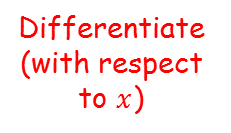 Differentiate
(with respect
to x)